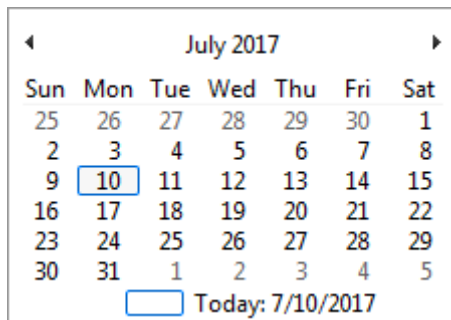 July 2017
Sun Mon Tue Wed Thu Fri Sat
25 26 27 28 29 30 1
2 3 4 5 6 7 8
9 10 11 12 13 14 15
16 17 18 19 20 21 22
23 24 25 26 27 28 29
30 31 1 2 3 4 5
Today: 7/10/2017